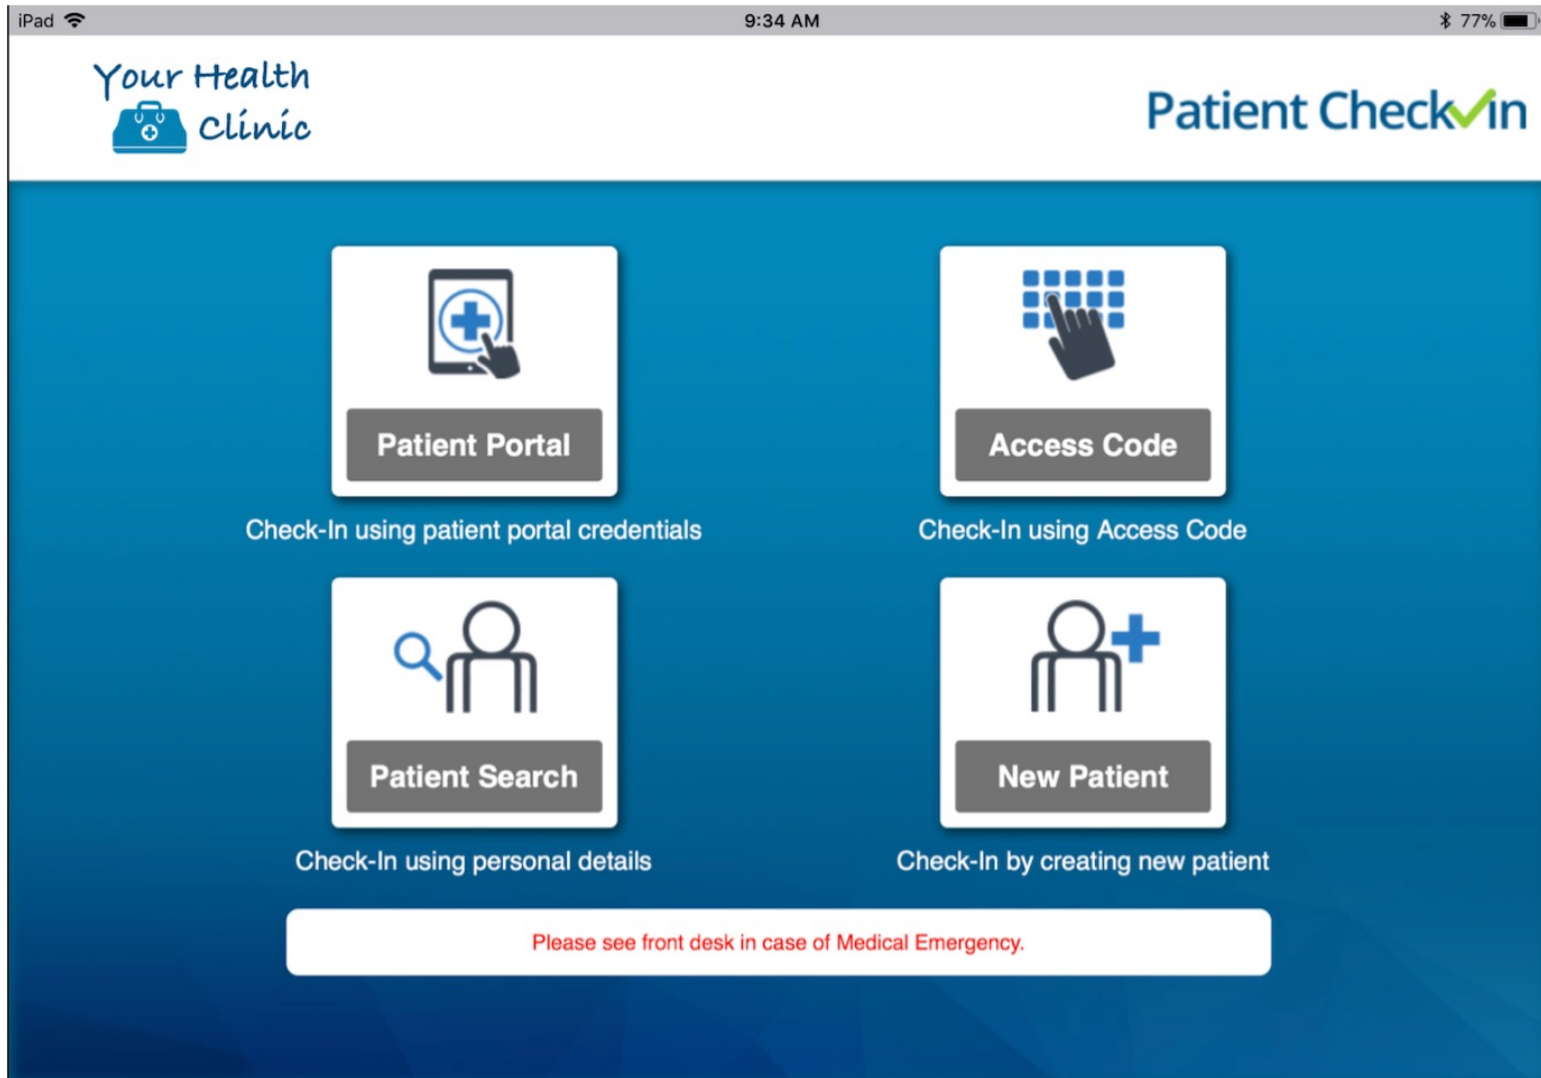 iPad 9:34 AM 77%
Your Health
Clinic
Patient Check in
Patient Portal
Check-In using patient portal credentials
Access Code
Check-In using Access Code
Patient Search
Check-In using personal details
New Patient
Check-In by creating new patient
Please see front desk in case of Medical Emergency.